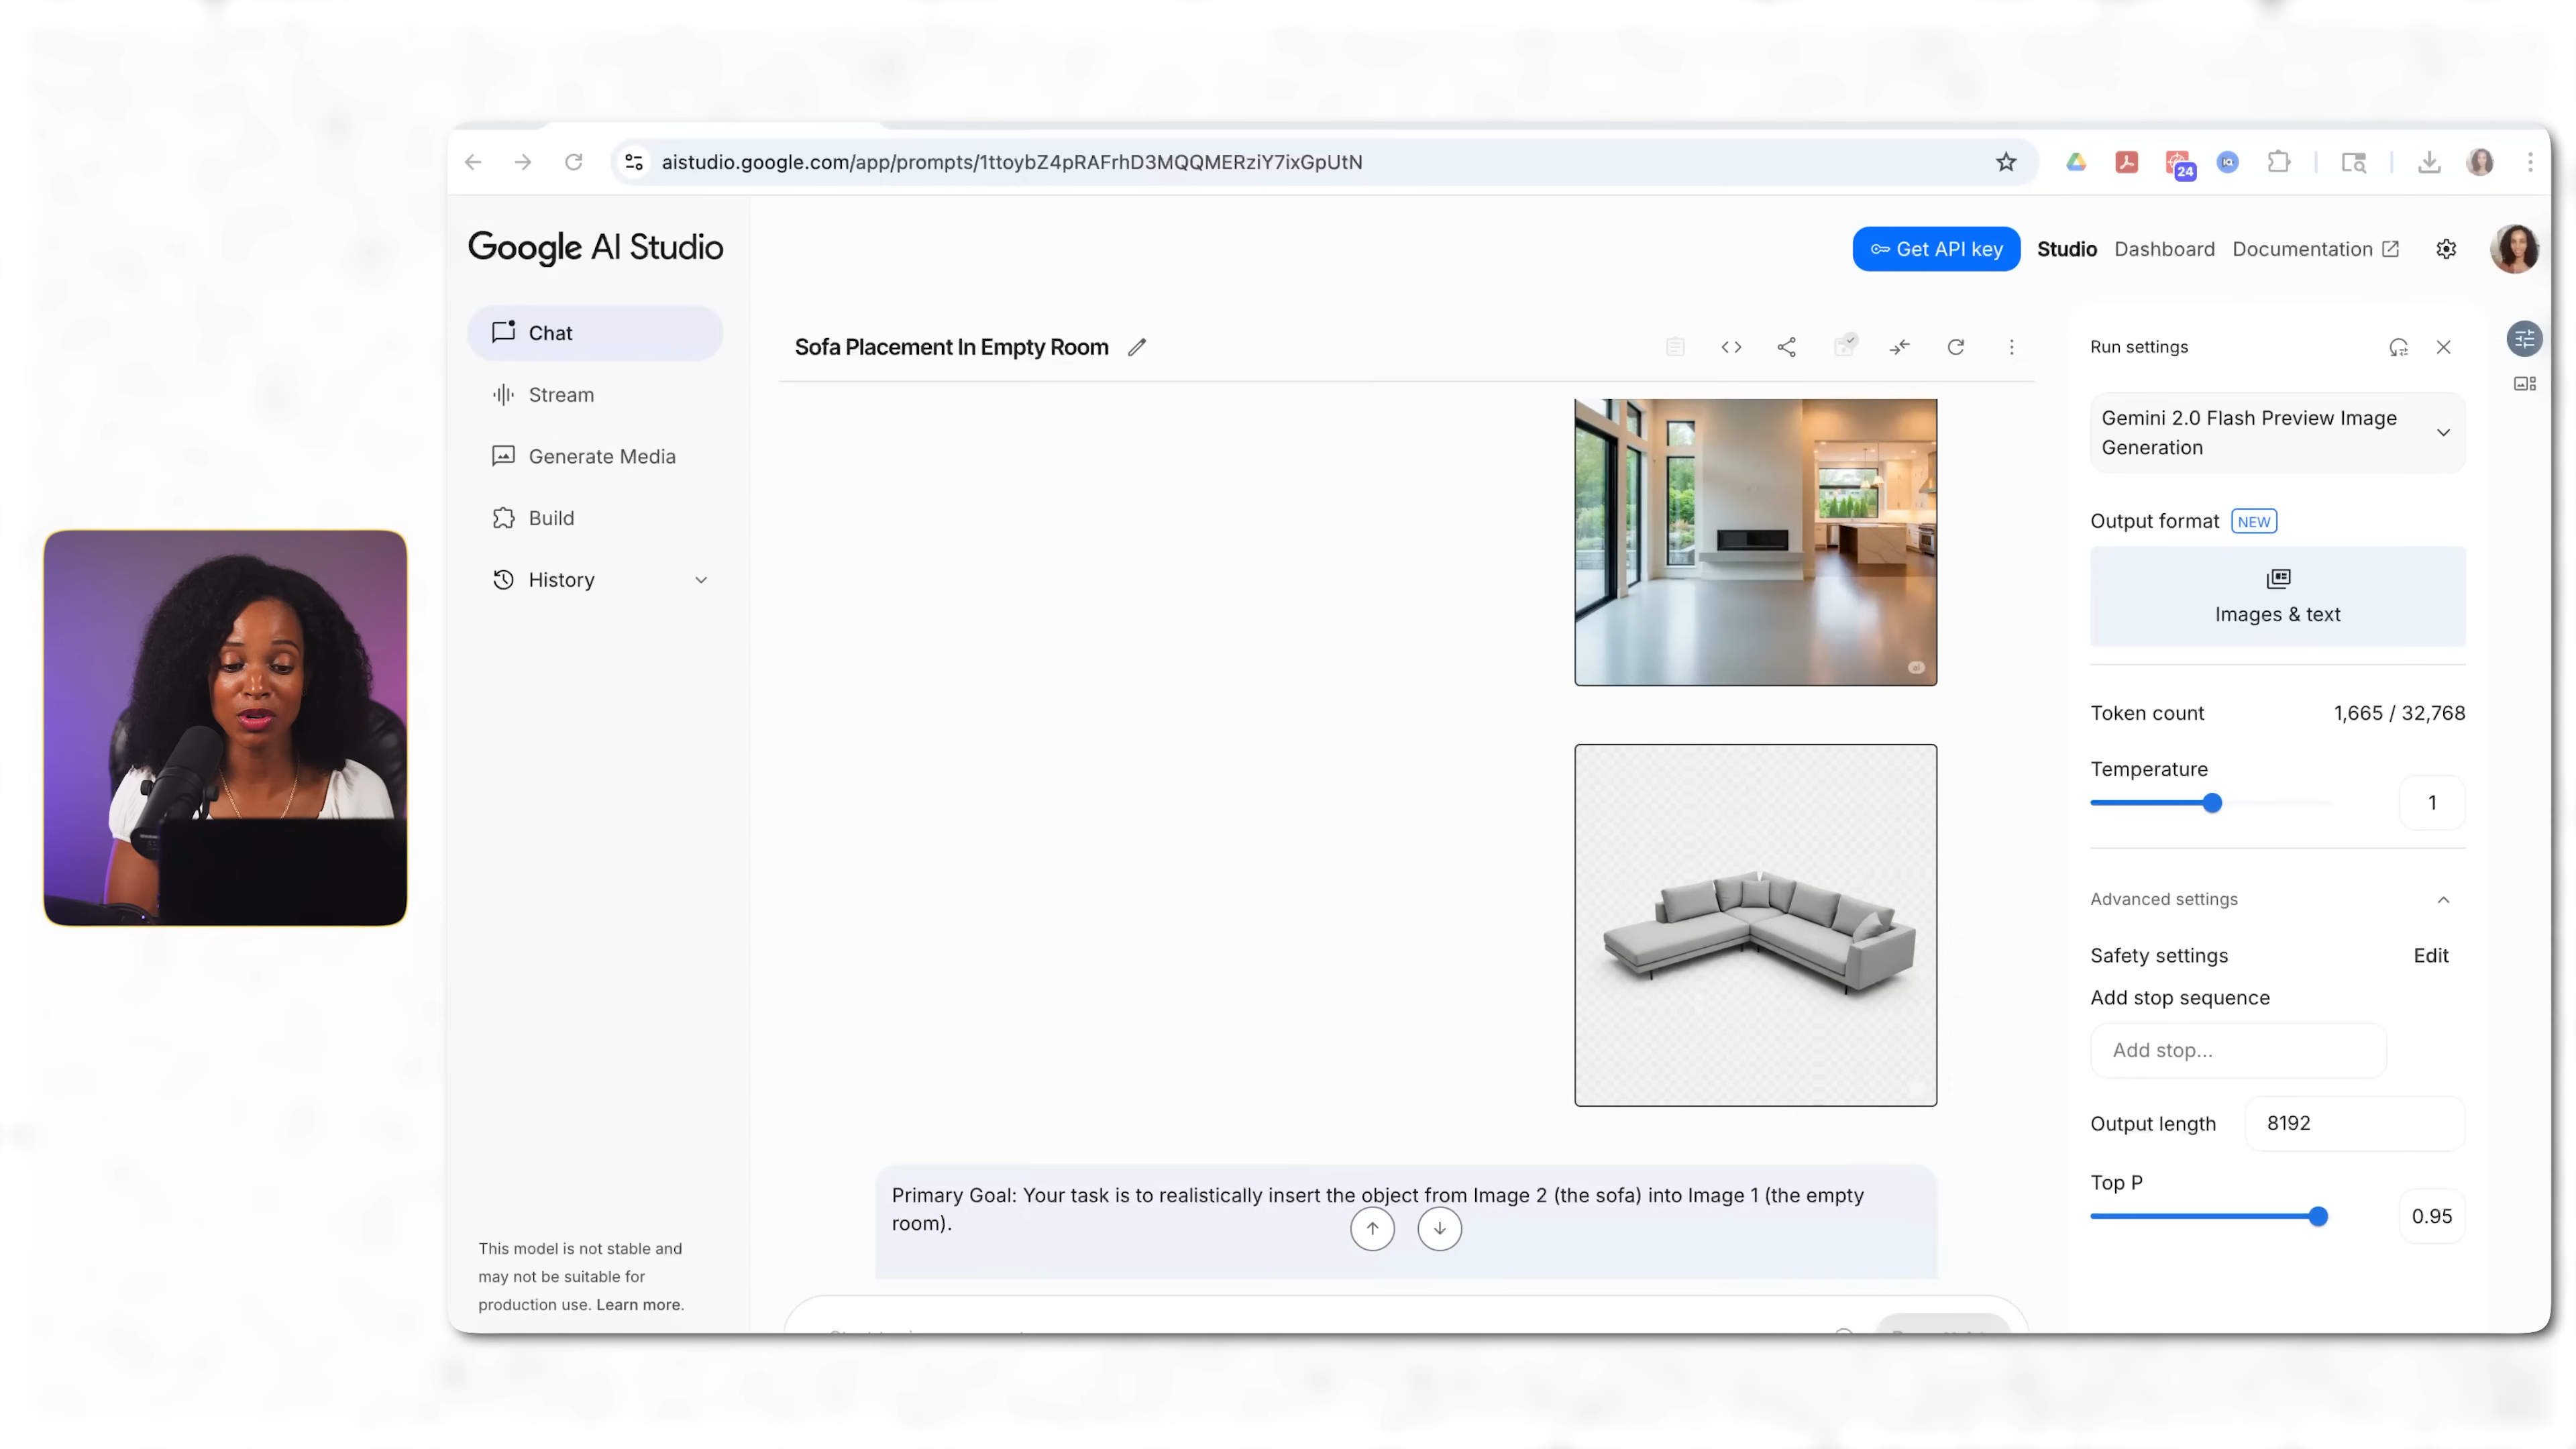 aistudio.google.com/app/prompts/1ttoybZ4pRAFrhD3MQQMERziY7ixGpUtN
24
Google AI Studio
Get API key
Studio
Dashboard
Documentation
Chat
Stream
Generate Media
Build
History
This model is not stable and
may not be suitable for
production use. Learn more.
Sofa Placement In Empty Room
Primary Goal: Your task is to realistically insert the object from Image 2 (the sofa) into Image 1 (the empty
room).
Run settings
Gemini 2.0 Flash Preview Image
Generation
Output format NEW
Images & text
Token count 1,665 / 32,768
Temperature
1
Advanced settings
Safety settings Edit
Add stop sequence
Add stop...
Output length 8192
Top P
0.95